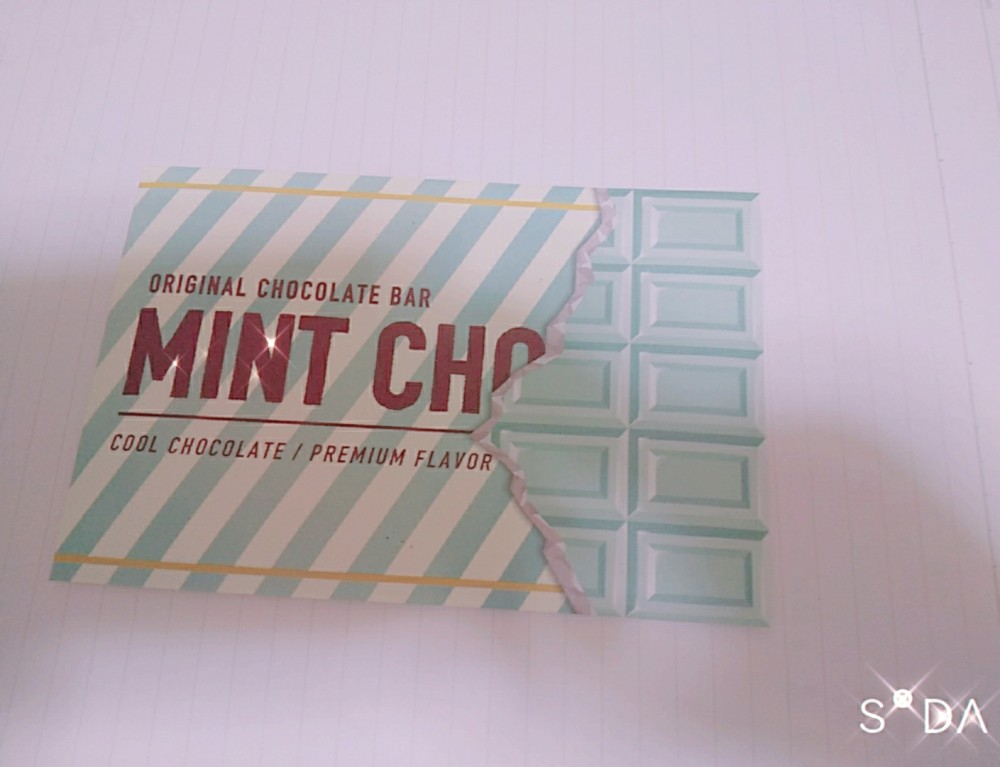 ORIGINAL CHOCOLATE BAR
MINT CHO
COOL CHOCOLATE / PREMIUM FLAVOR
SODA